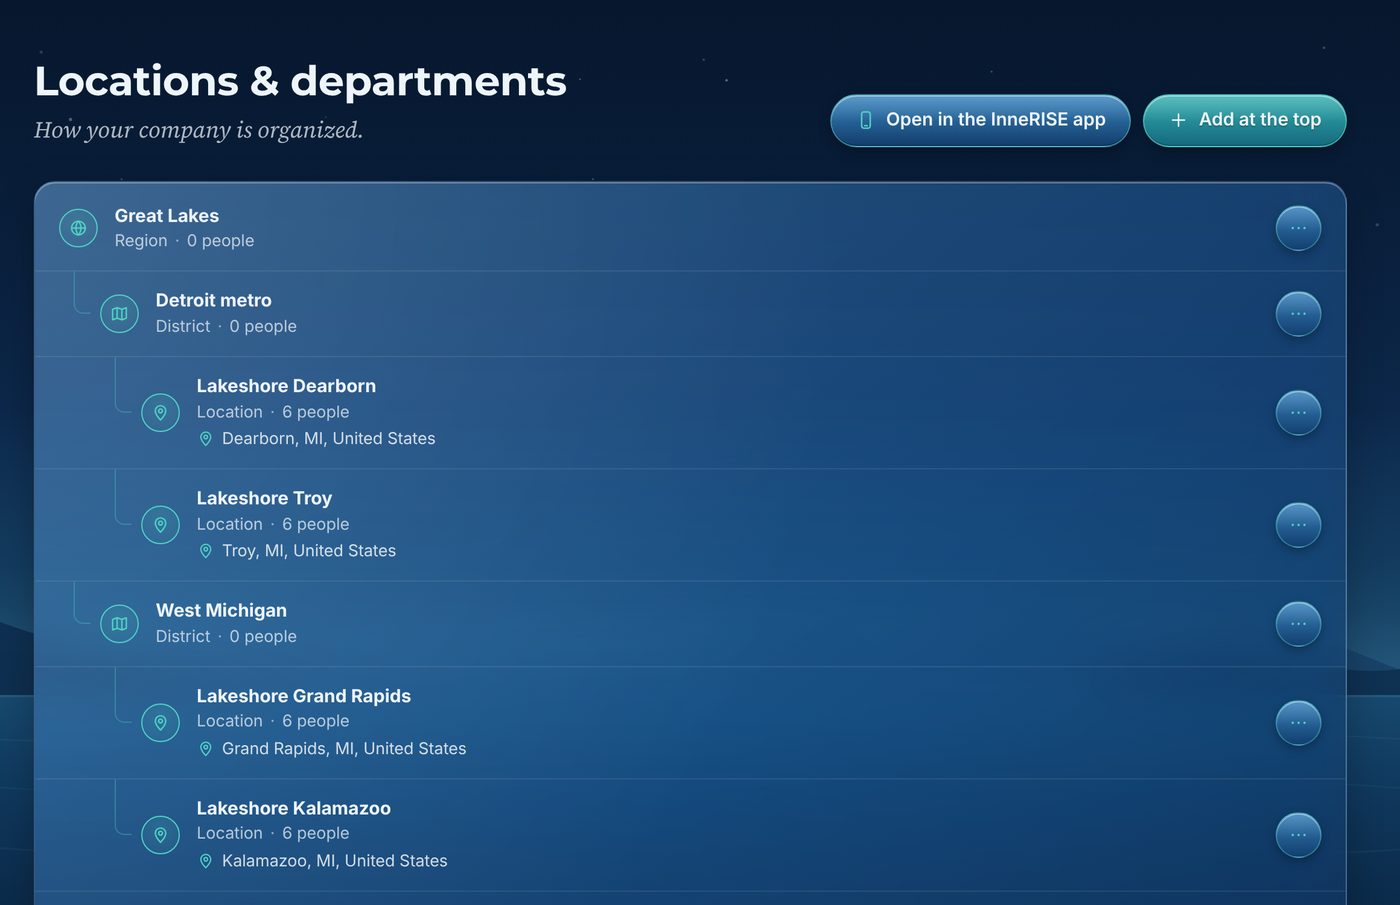 Locations & departments
How your company is organized.
Open in the InneRISE app
Add at the top
Great Lakes
Region · 0 people
Detroit metro
District · 0 people
Lakeshore Dearborn
Location · 6 people
Dearborn, MI, United States
Lakeshore Troy
Location · 6 people
Troy, MI, United States
West Michigan
District · 0 people
Lakeshore Grand Rapids
Location · 6 people
Grand Rapids, MI, United States
Lakeshore Kalamazoo
Location · 6 people
Kalamazoo, MI, United States